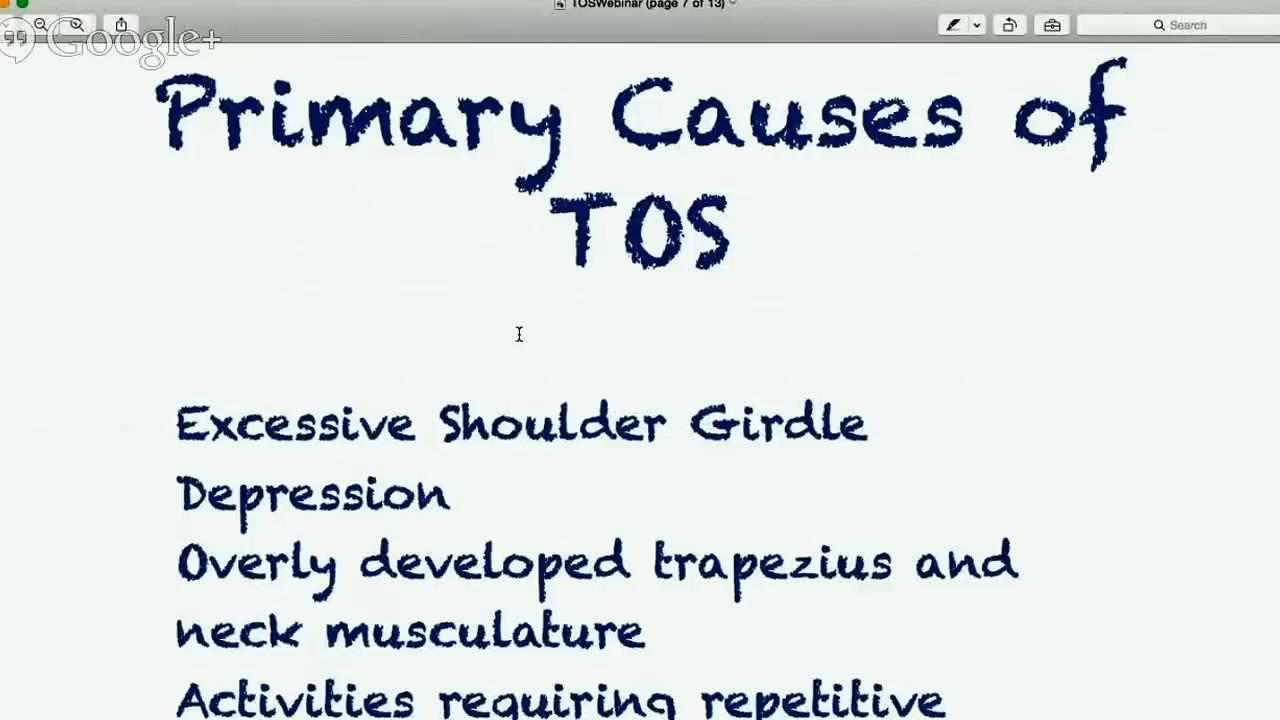 TOSWebinar (page 7 of 13)
Google+
Search
Primary Causes of
TOS
Excessive Shoulder Girdle
Depression
Overly developed trapezius and
neck musculature
Activities requiring repetitive